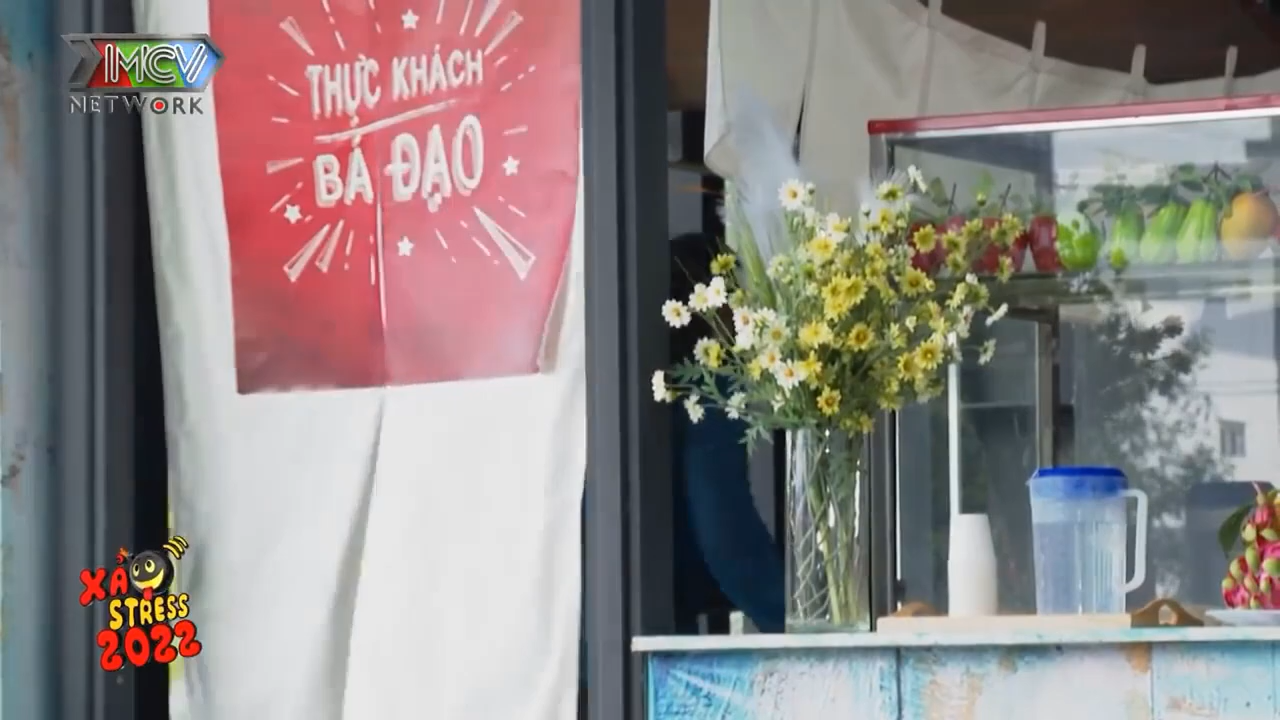 MCV
NETWORK
THỰC KHÁCH
BÁ ĐẠO
XẢ
STRESS
2022